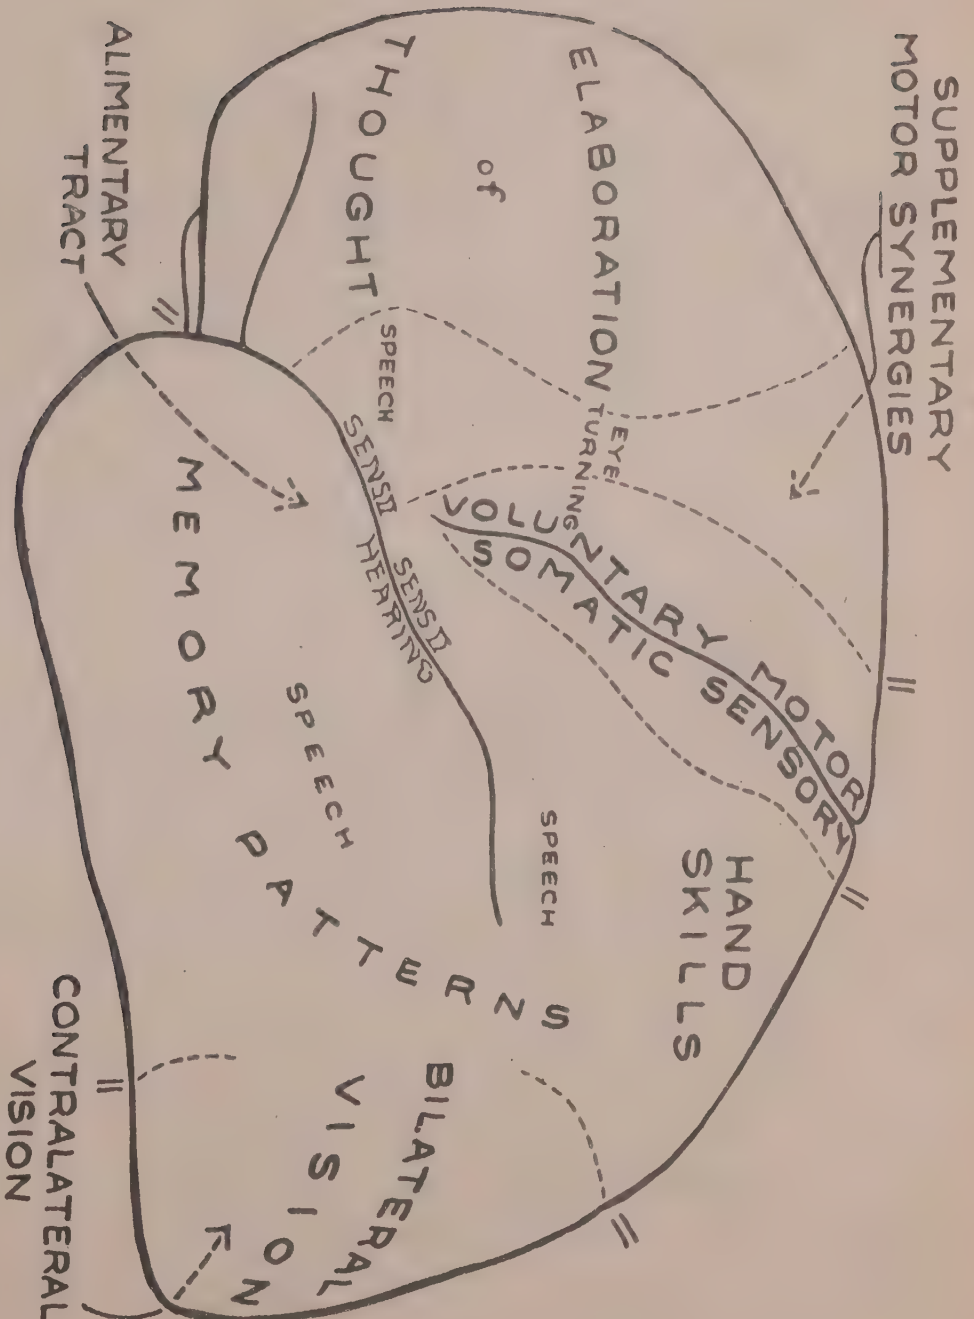 SUPPLEMENTARY
MOTOR SYNERGIES
ELABORATION
of
THOUGHT
EYE
TURNING
VOLUNTARY MOTOR
SOMATIC SENSORY
HAND
SKILLS
SPEECH
SPEECH
SENS II
SENS II
HEARING
SPEECH
MEMORY PATTERNS
BILATERAL
VISION
ALIMENTARY
TRACT
CONTRALATERAL
VISION